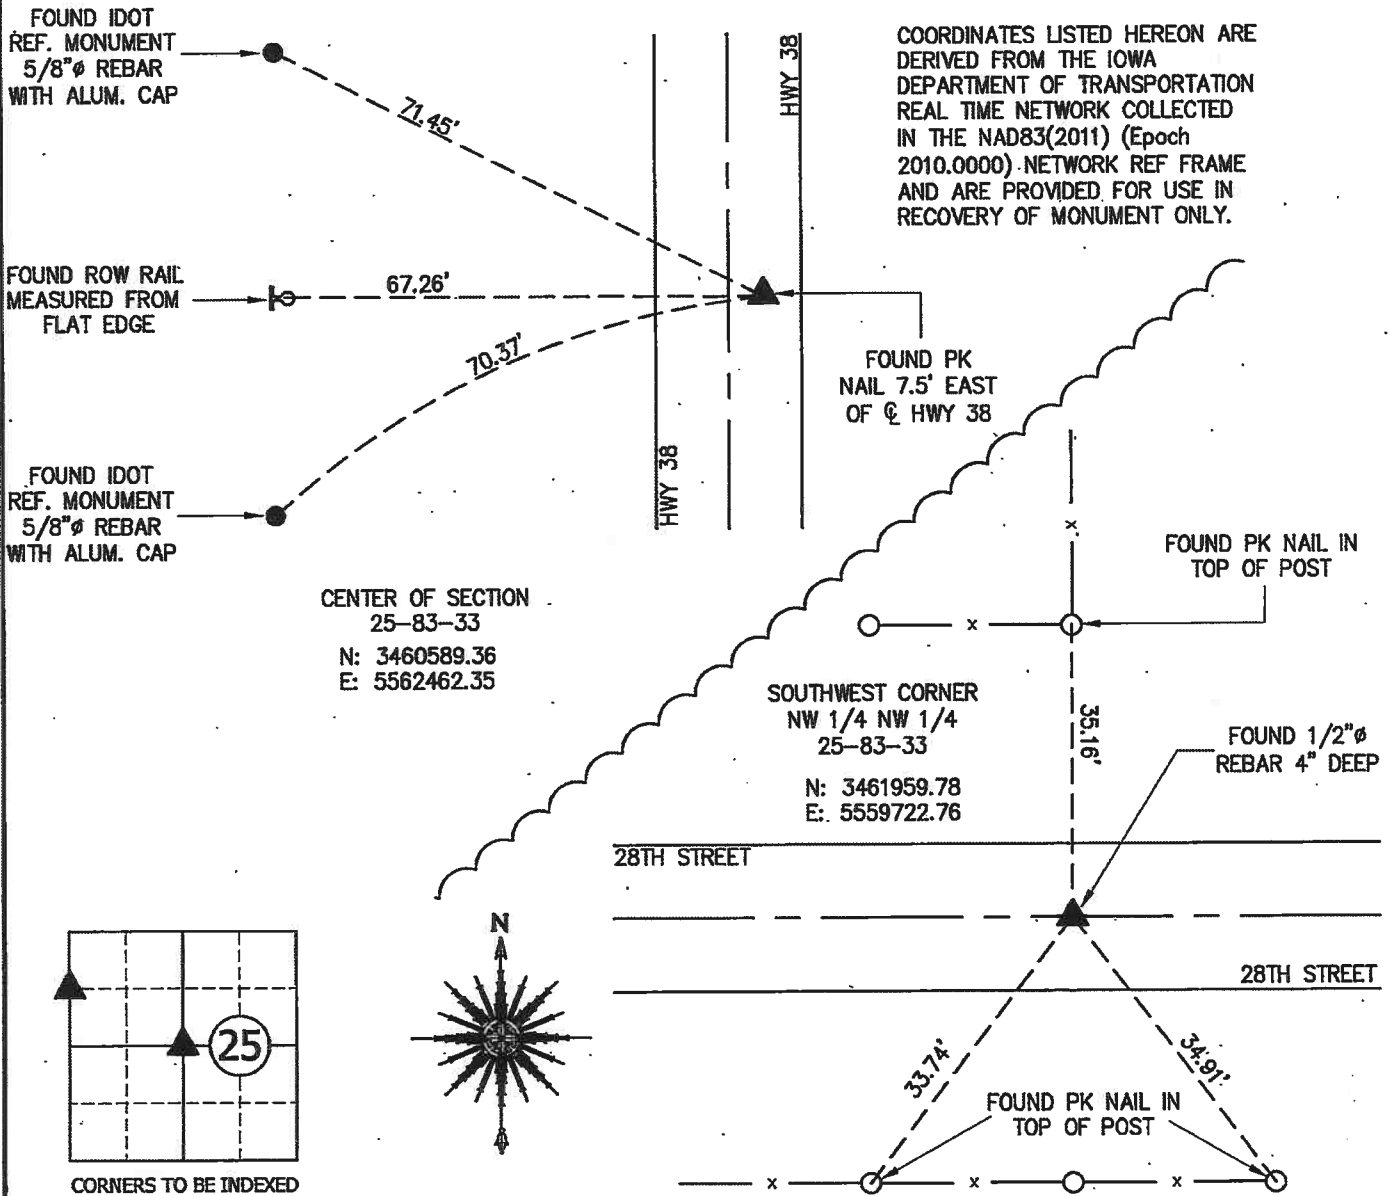 FOUND IDOT
REF. MONUMENT
5/8"ø REBAR
WITH ALUM. CAP
71.45'
HWY 38
COORDINATES LISTED HEREON ARE
DERIVED FROM THE IOWA
DEPARTMENT OF TRANSPORTATION
REAL TIME NETWORK COLLECTED
IN THE NAD83(2011) (Epoch
2010.0000) NETWORK REF FRAME
AND ARE PROVIDED FOR USE IN
RECOVERY OF MONUMENT ONLY.
FOUND ROW RAIL
MEASURED FROM
FLAT EDGE
67.26'
70.37'
FOUND PK
NAIL 7.5' EAST
OF ℄ HWY 38
HWY 38
FOUND IDOT
REF. MONUMENT
5/8"ø REBAR
WITH ALUM. CAP
CENTER OF SECTION
25-83-33
N: 3460589.36
E: 5562462.35
x
FOUND PK NAIL IN
TOP OF POST
x
SOUTHWEST CORNER
NW 1/4 NW 1/4
25-83-33
N: 3461959.78
E: 5559722.76
35.16'
FOUND 1/2"ø
REBAR 4" DEEP
28TH STREET
28TH STREET
N
25
CORNERS TO BE INDEXED
33.74'
34.91'
FOUND PK NAIL IN
TOP OF POST
x x x